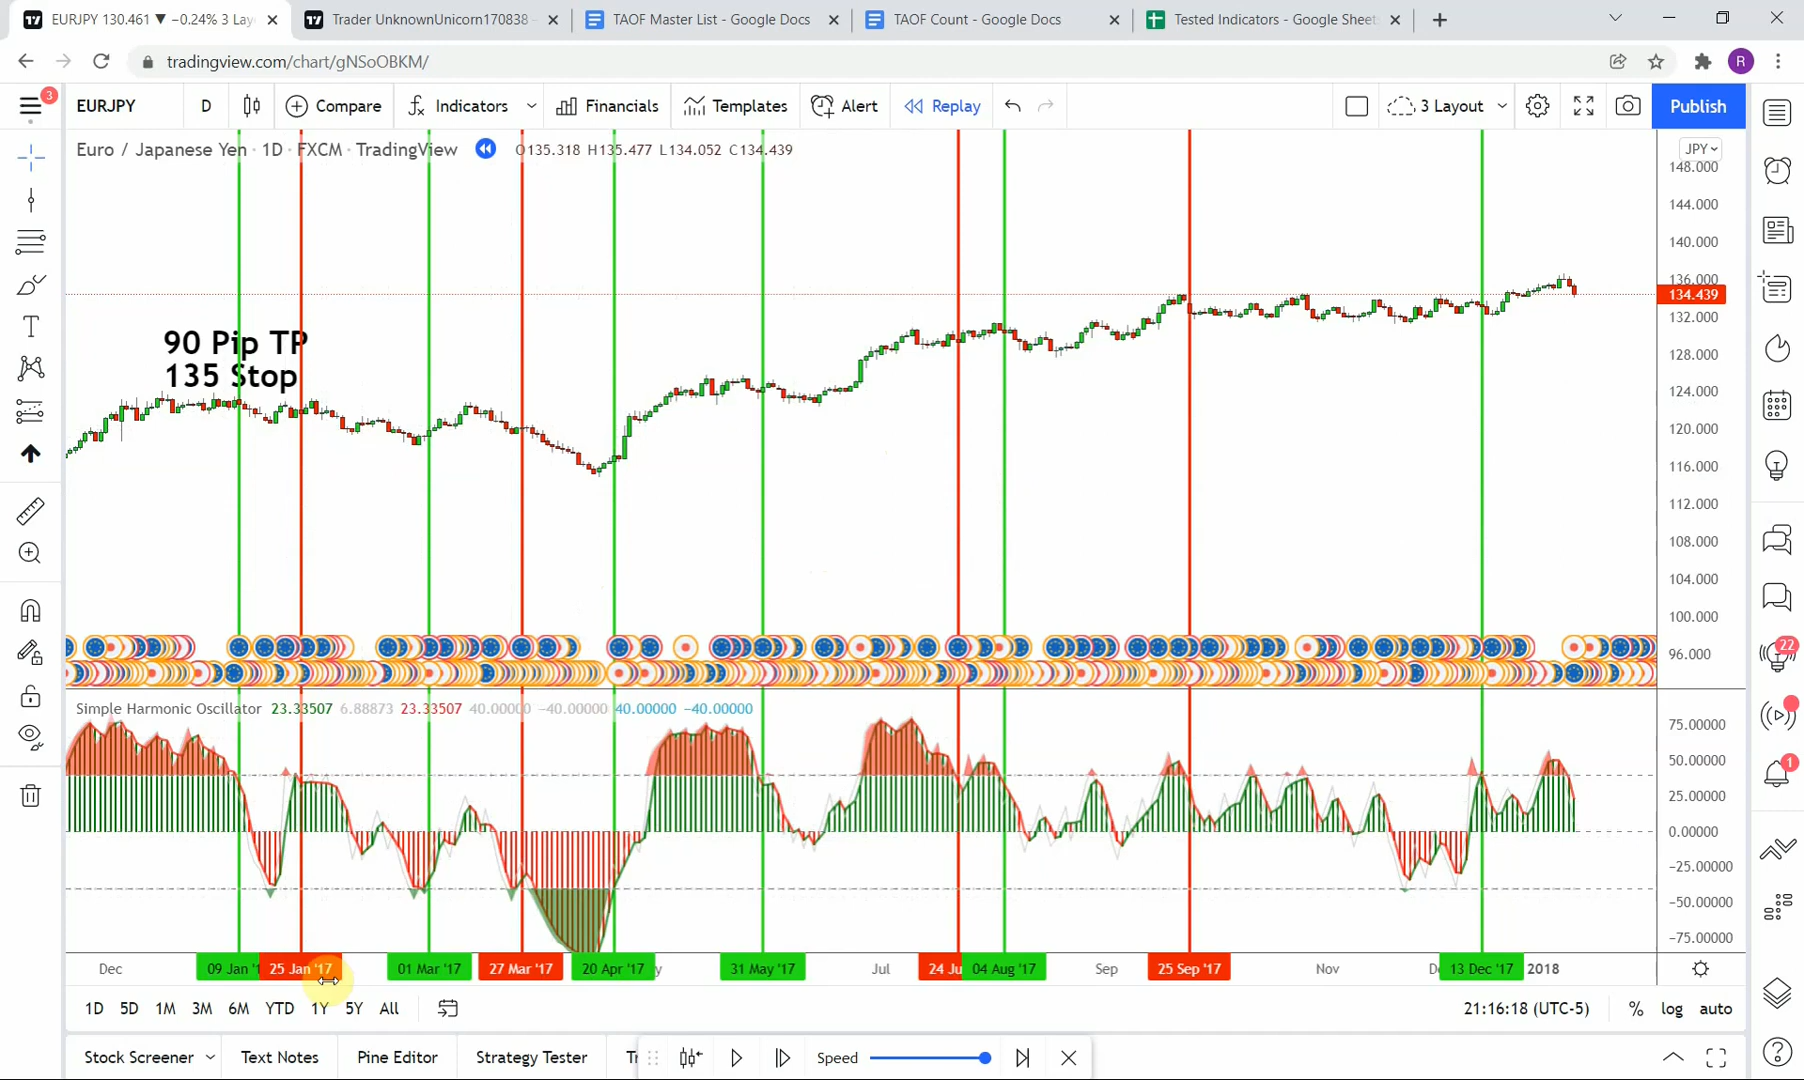 EURJPY 130.461 ▼ −0.24% 3 Lay
Trader UnknownUnicorn170838 -
TAOF Master List - Google Docs
TAOF Count - Google Docs
Tested Indicators - Google Sheet
tradingview.com/chart/gNSoOBKM/
R
3
EURJPY D Compare Indicators Financials Templates Alert Replay 3 Layout Publish
Euro / Japanese Yen · 1D · FXCM · TradingView O135.318 H135.477 L134.052 C134.439
JPY
148.000
144.000
140.000
136.000
134.439
132.000
128.000
124.000
120.000
116.000
112.000
108.000
104.000
100.000
96.000
90 Pip TP
135 Stop
22
1
Simple Harmonic Oscillator 23.33507 6.88873 23.33507 40.00000 −40.00000 40.00000 −40.00000
75.00000
50.00000
25.00000
0.00000
−25.00000
−50.00000
−75.00000
Dec 09 Jan '1 25 Jan '17 01 Mar '17 27 Mar '17 20 Apr '17 y 31 May '17 Jul 24 Ju 04 Aug '17 Sep 25 Sep '17 Nov D 13 Dec '17 2018
1D 5D 1M 3M 6M YTD 1Y 5Y All 21:16:18 (UTC-5) % log auto
Stock Screener Text Notes Pine Editor Strategy Tester Speed